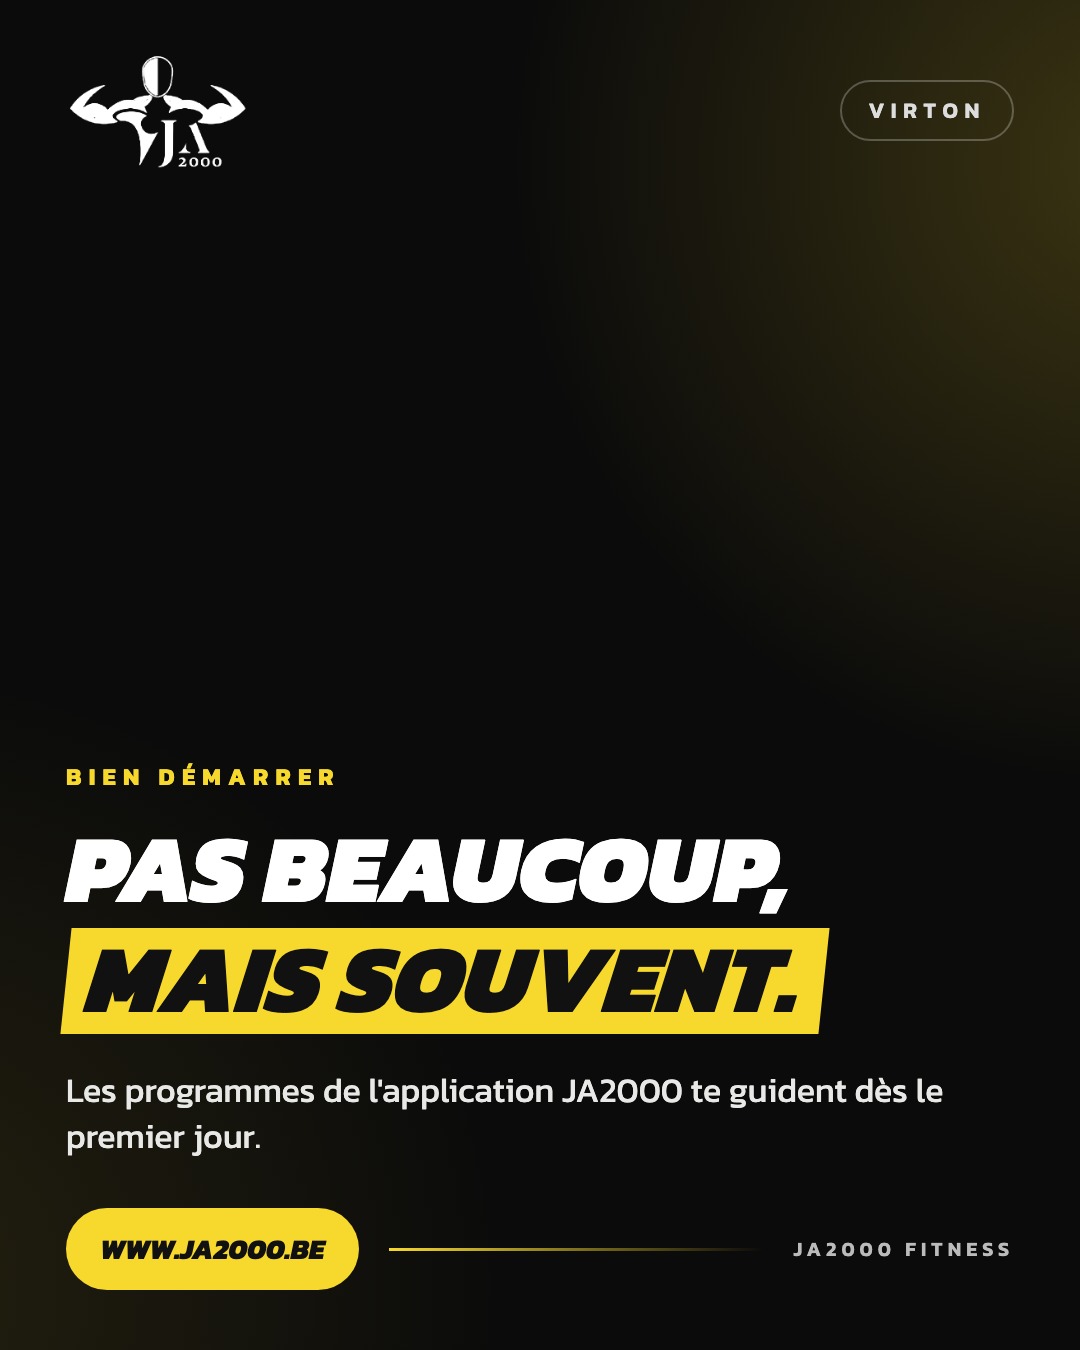 JA
2000
VIRTON
BIEN DÉMARRER
PAS BEAUCOUP,
MAIS SOUVENT.
Les programmes de l'application JA2000 te guident dès le
premier jour.
WWW.JA2000.BE
JA2000 FITNESS